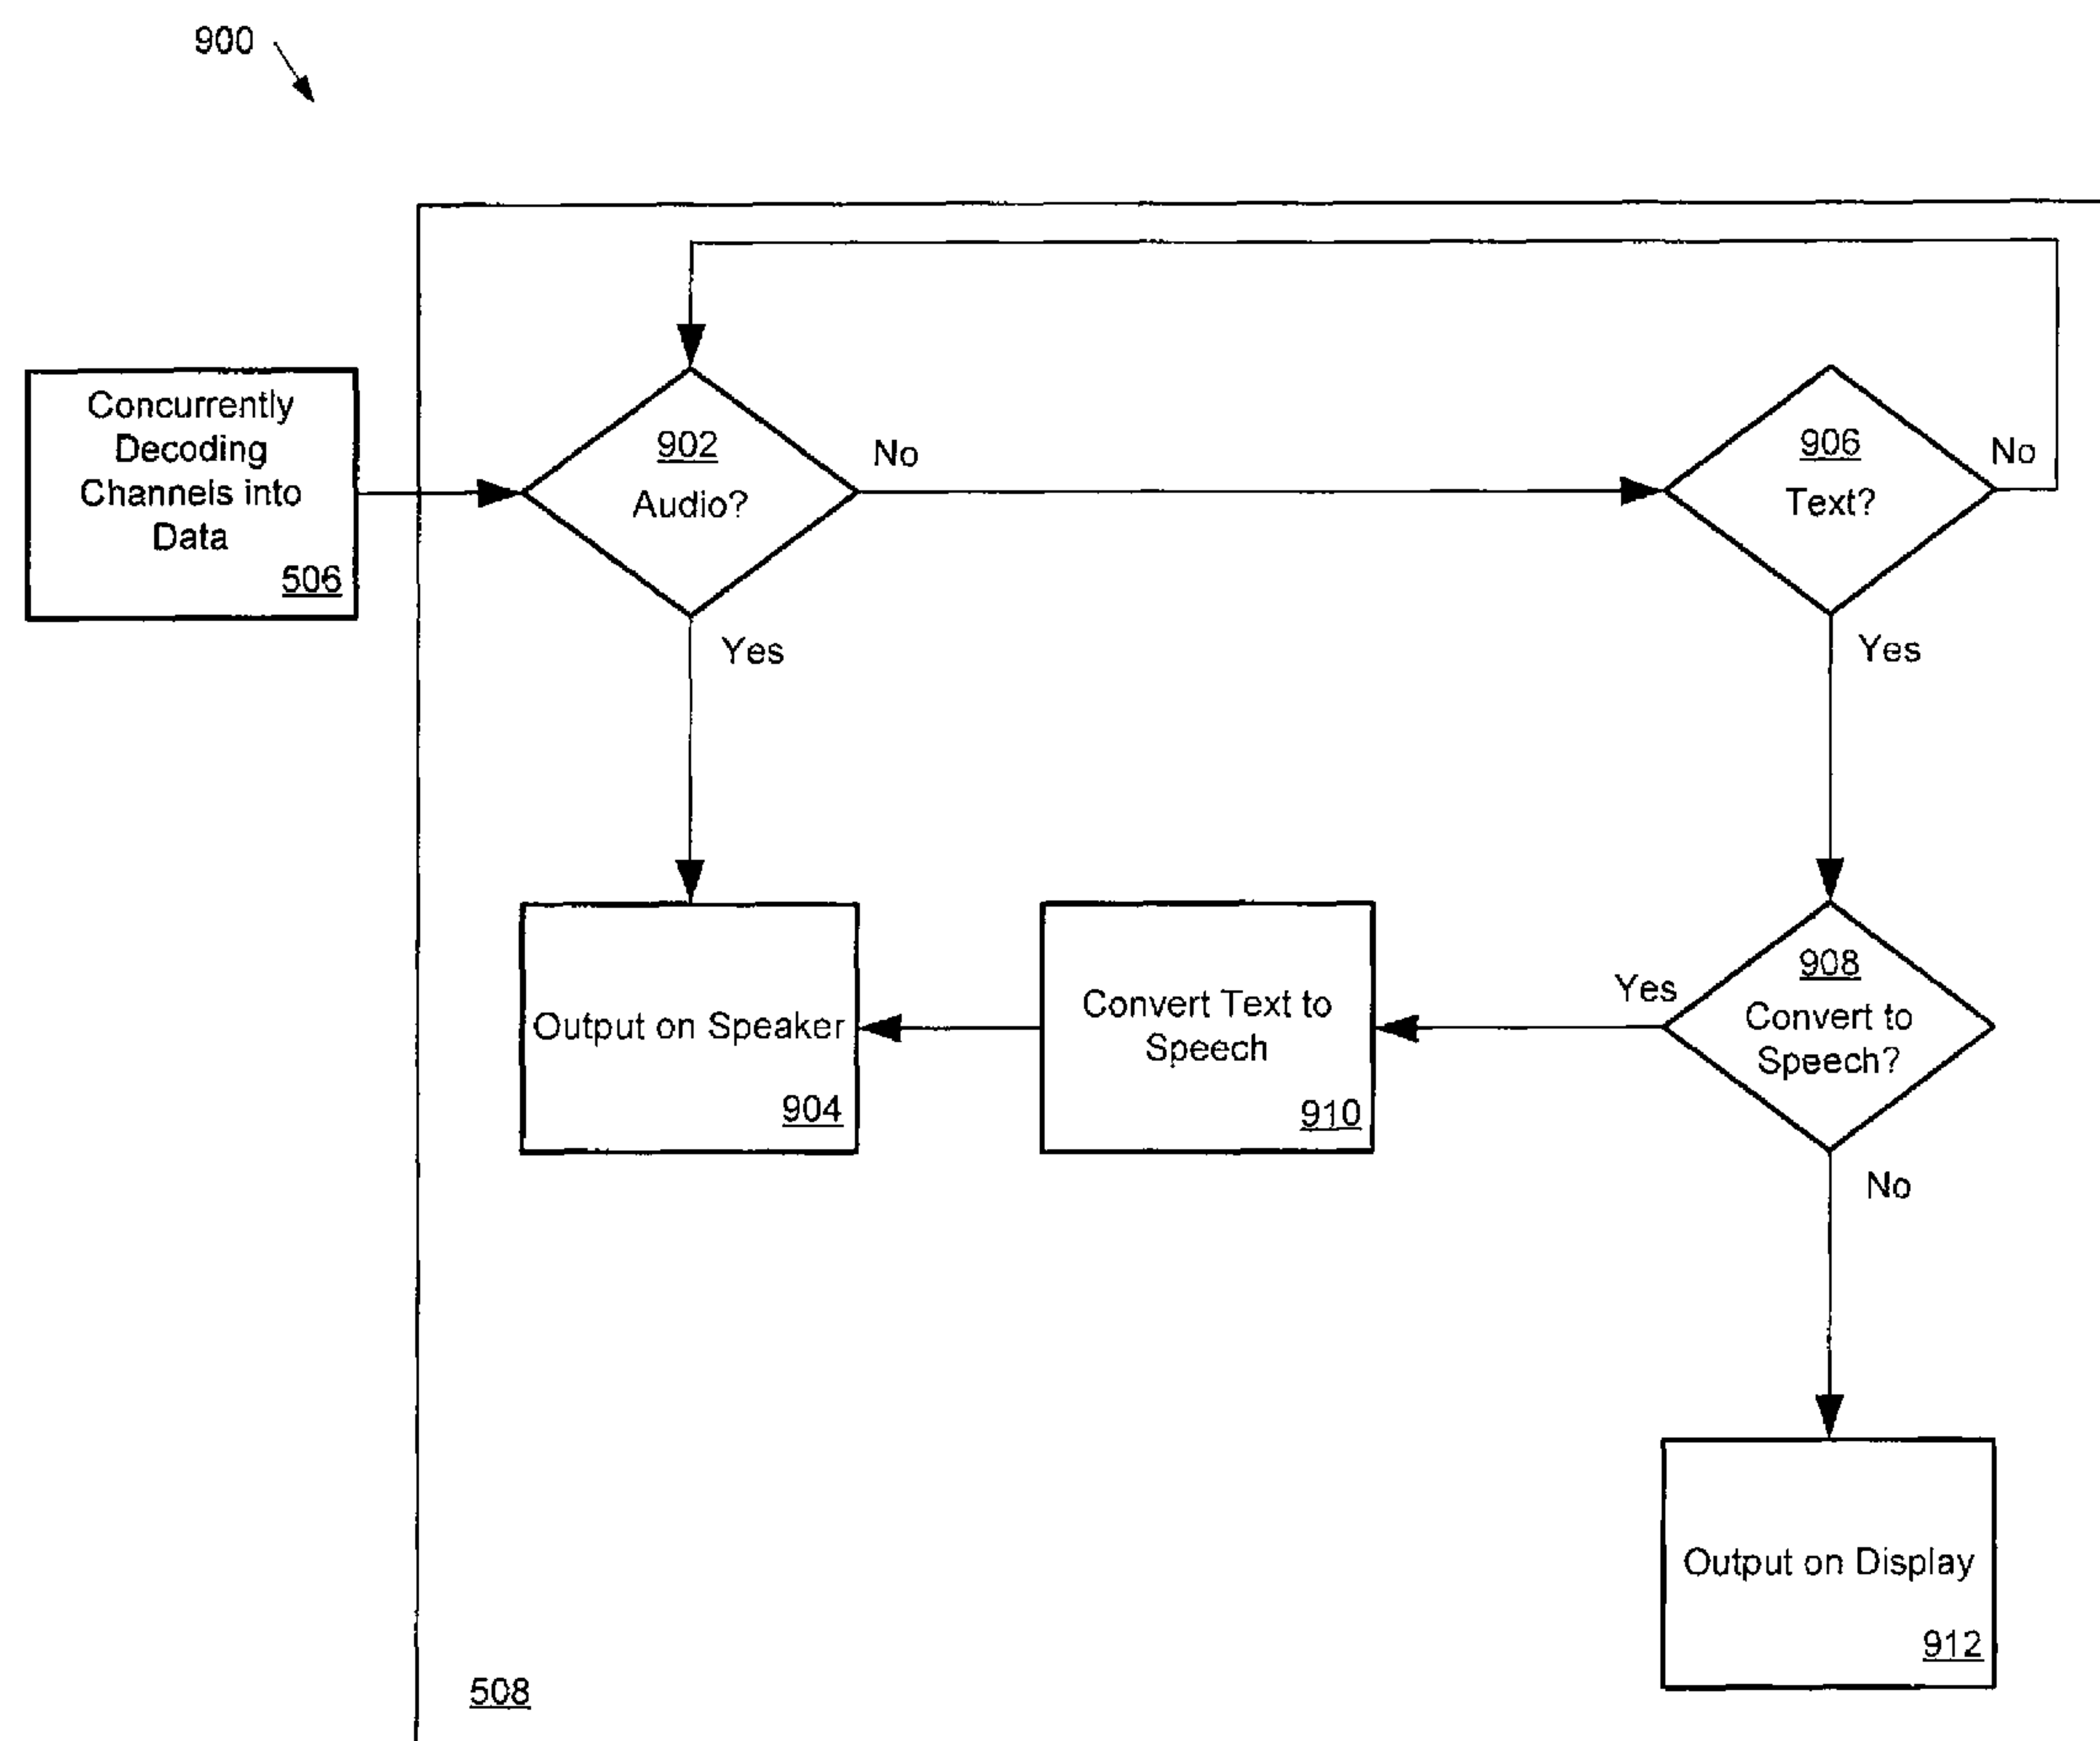 900
Concurrently
Decoding
Channels into
Data
506
902
Audio?
No
Yes
906
Text?
No
Yes
Output on Speaker
904
Convert Text to
Speech
910
Yes
908
Convert to
Speech?
No
Output on Display
912
508